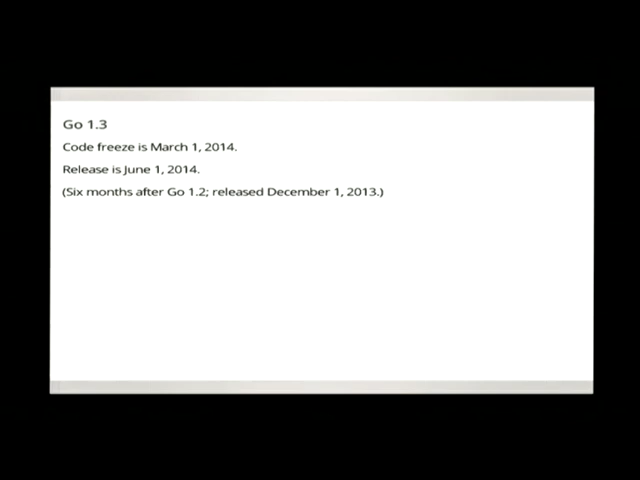 Go 1.3
Code freeze is March 1, 2014.
Release is June 1, 2014.
(Six months after Go 1.2; released December 1, 2013.)